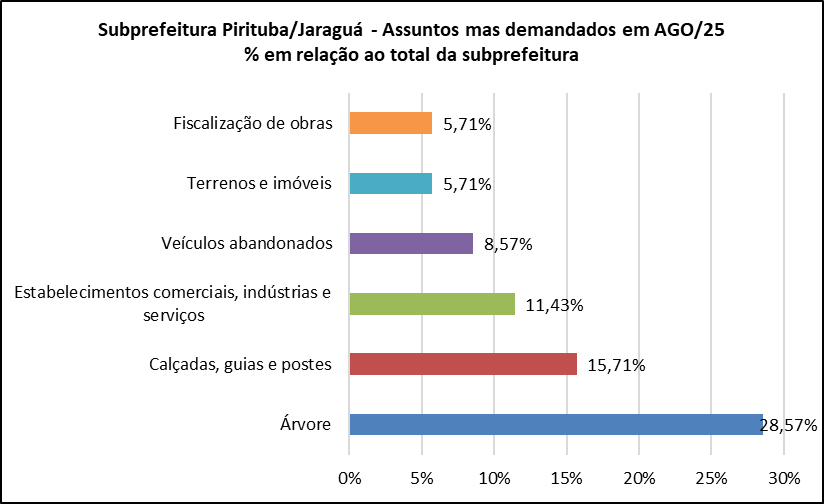 Subprefeitura Pirituba/Jaraguá - Assuntos mas demandados em AGO/25
% em relação ao total da subprefeitura
Fiscalização de obras
5,71%
Terrenos e imóveis
5,71%
Veículos abandonados
8,57%
Estabelecimentos comerciais, indústrias e
serviços
11,43%
Calçadas, guias e postes
15,71%
Árvore
28,57%
0%
5%
10%
15%
20%
25%
30%